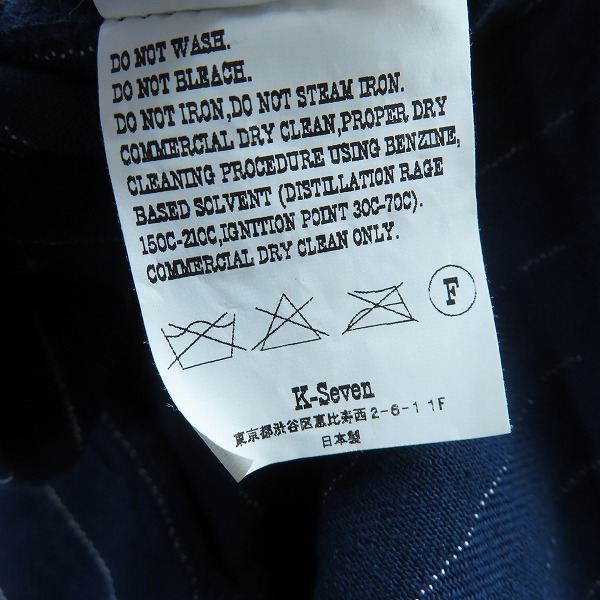 DO NOT WASH.
DO NOT BLEACH.
DO NOT IRON,DO NOT STEAM IRON.
COMMERCIAL DRY CLEAN,PROPER DRY
CLEANING PROCEDURE USING BENZINE,
BASED SOLVENT (DISTILLATION RAGE
150C-210C,IGNITION POINT 30C-70C).
COMMERCIAL DRY CLEAN ONLY.
F
K-Seven
東京都渋谷区恵比寿西2-6-1 1F
日本製